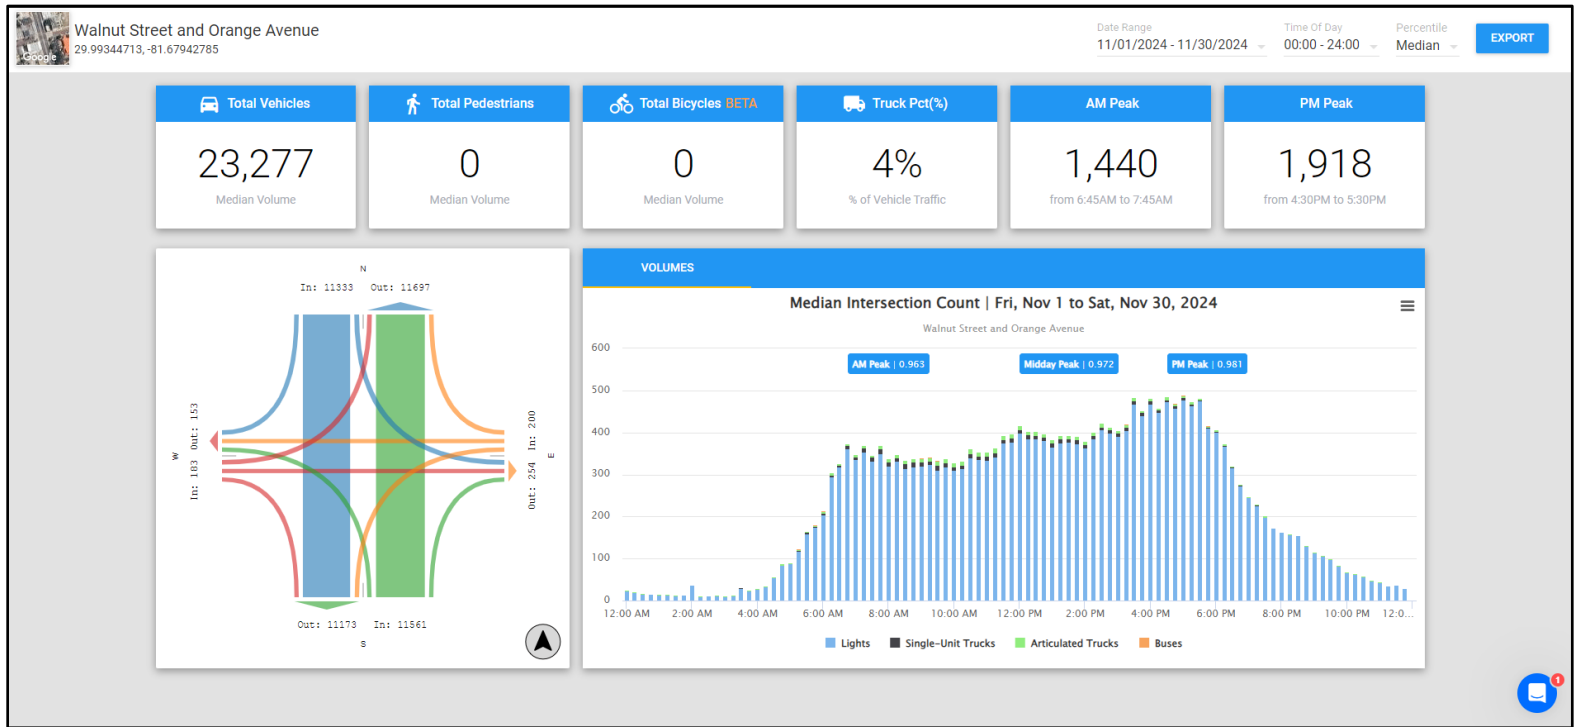 Walnut Street and Orange Avenue
29.99344713, -81.67942785
Google
Date Range
11/01/2024 - 11/30/2024
Time Of Day
00:00 - 24:00
Percentile
Median
EXPORT
Total Vehicles
23,277
Median Volume
Total Pedestrians
0
Median Volume
Total Bicycles BETA
0
Median Volume
Truck Pct(%)
4%
% of Vehicle Traffic
AM Peak
1,440
from 6:45AM to 7:45AM
PM Peak
1,918
from 4:30PM to 5:30PM
N
In: 11333 Out: 11697
W
In: 183 Out: 153
Out: 254 In: 200
E
Out: 11173 In: 11561
S
VOLUMES
Median Intersection Count | Fri, Nov 1 to Sat, Nov 30, 2024
Walnut Street and Orange Avenue
AM Peak | 0.963
Midday Peak | 0.972
PM Peak | 0.981
600
500
400
300
200
100
0
12:00 AM 2:00 AM 4:00 AM 6:00 AM 8:00 AM 10:00 AM 12:00 PM 2:00 PM 4:00 PM 6:00 PM 8:00 PM 10:00 PM 12:0...
Lights Single-Unit Trucks Articulated Trucks Buses
1